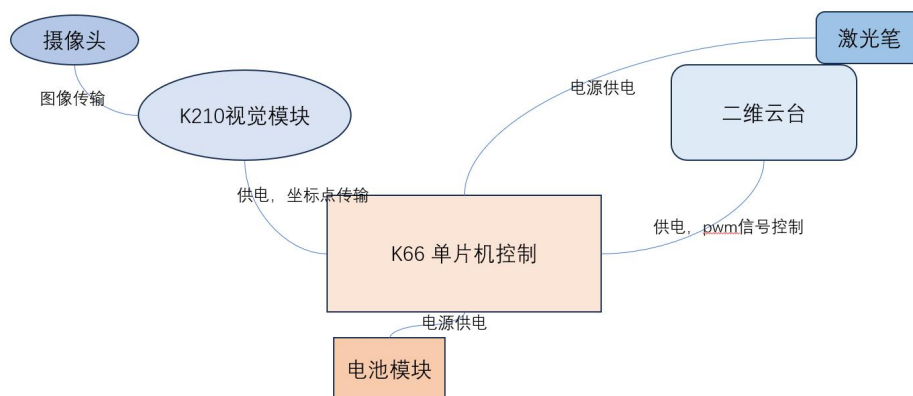 摄像头
激光笔
图像传输
电源供电
K210视觉模块
二维云台
供电，坐标点传输
供电，pwm信号控制
K66 单片机控制
电源供电
电池模块